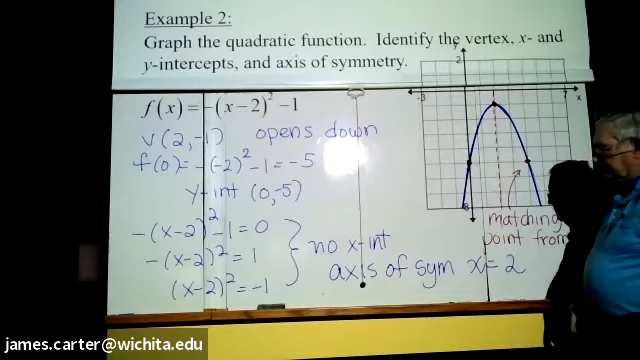 Example 2:
Graph the quadratic function. Identify the vertex, x- and
y-intercepts, and axis of symmetry.
y
2
-3
7
x
-8
f(x)=-(x-2)²-1
V(2,-1) opens down
f(0)=-(-2)²-1=-5
y-int (0,-5)
-(x-2)²-1=0
-(x-2)²=1
(x-2)²=-1
no x-int
axis of sym x=2
matching
point from
james.carter@wichita.edu